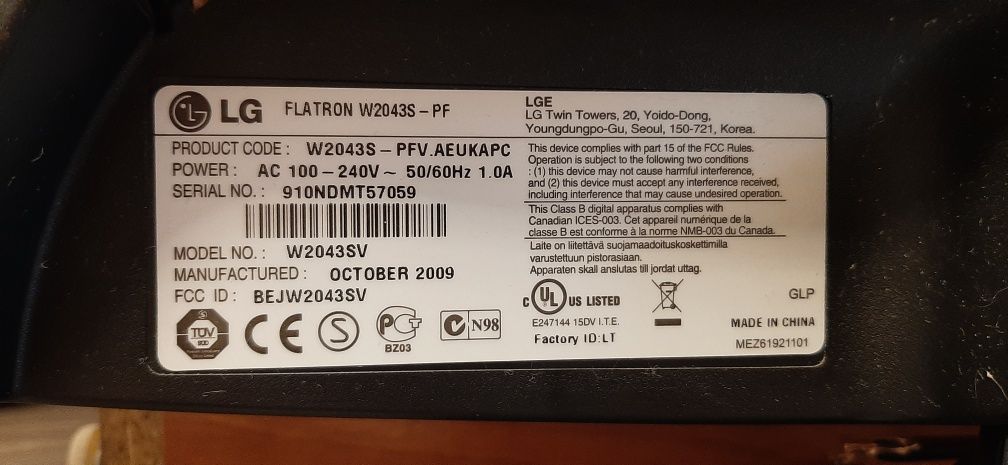 LG FLATRON W2043S-PF
PRODUCT CODE: W2043S-PFV.AEUKAPC
POWER: AC 100-240V ~ 50/60Hz 1.0A
SERIAL NO.: 910NDMT57059
MODEL NO.: W2043SV
MANUFACTURED: OCTOBER 2009
FCC ID: BEJW2043SV
TÜV
CE
S
PCT
BZ03
C N98
LGE
LG Twin Towers, 20, Yoido-Dong,
Youngdungpo-Gu, Seoul, 150-721, Korea.
This device complies with part 15 of the FCC Rules.
Operation is subject to the following two conditions
: (1) this device may not cause harmful interference,
and (2) this device must accept any interference received,
including interference that may cause undesired operation.
This Class B digital apparatus complies with
Canadian ICES-003. Cet appareil numérique de la
classe B est conforme à la norme NMB-003 du Canada.
Laite on liitettävä suojamaadoituskoskettimilla
varustettuun pistorasiaan.
Apparaten skall anslutas till jordat uttag.
C UL US LISTED
E247144 15DV I.T.E.
Factory ID:LT
GLP
MADE IN CHINA
MEZ61921101